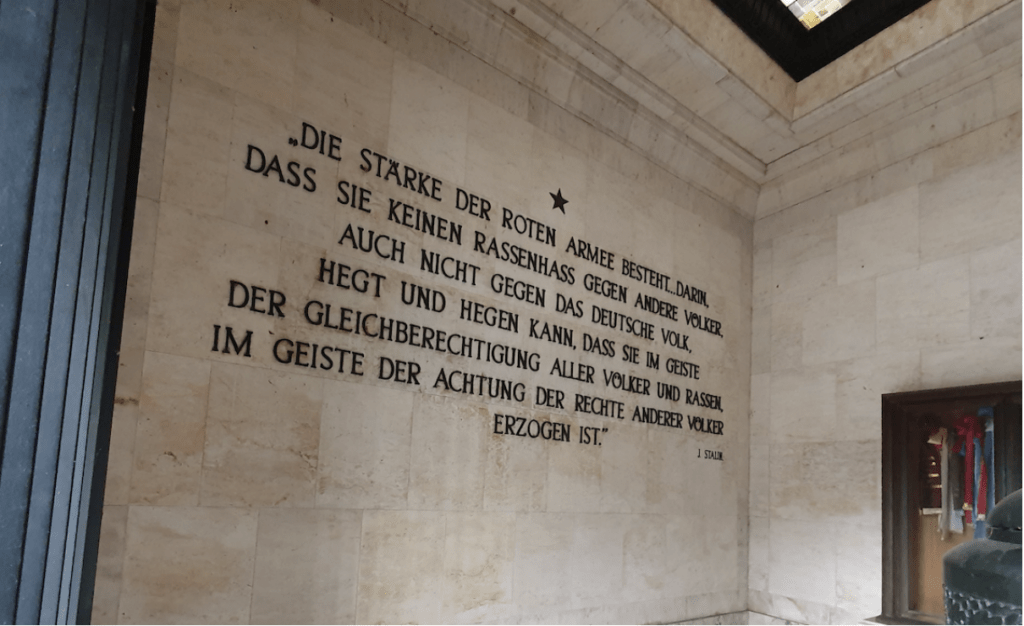 „DIE STÄRKE DER ROTEN ARMEE BESTEHT...DARIN,
DASS SIE KEINEN RASSENHASS GEGEN ANDERE VÖLKER,
AUCH NICHT GEGEN DAS DEUTSCHE VOLK,
HEGT UND HEGEN KANN, DASS SIE IM GEISTE
DER GLEICHBERECHTIGUNG ALLER VÖLKER UND RASSEN,
IM GEISTE DER ACHTUNG DER RECHTE ANDERER VÖLKER
ERZOGEN IST.”
J. STALIN